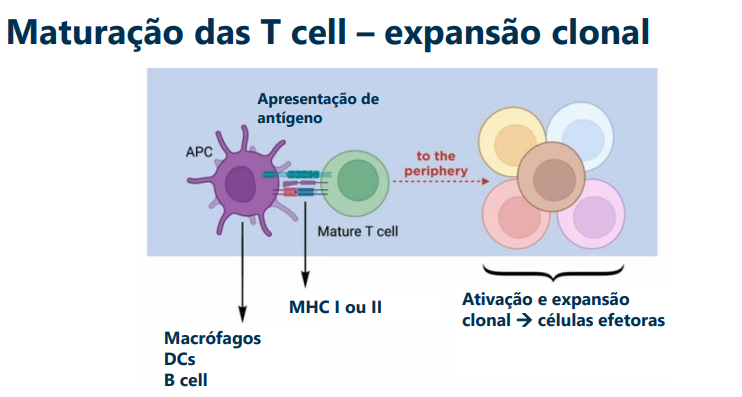 Maturação das T cell – expansão clonal
Apresentação de
antígeno
APC
to the
periphery
Mature T cell
MHC I ou II
Ativação e expansão
clonal → células efetoras
Macrófagos
DCs
B cell